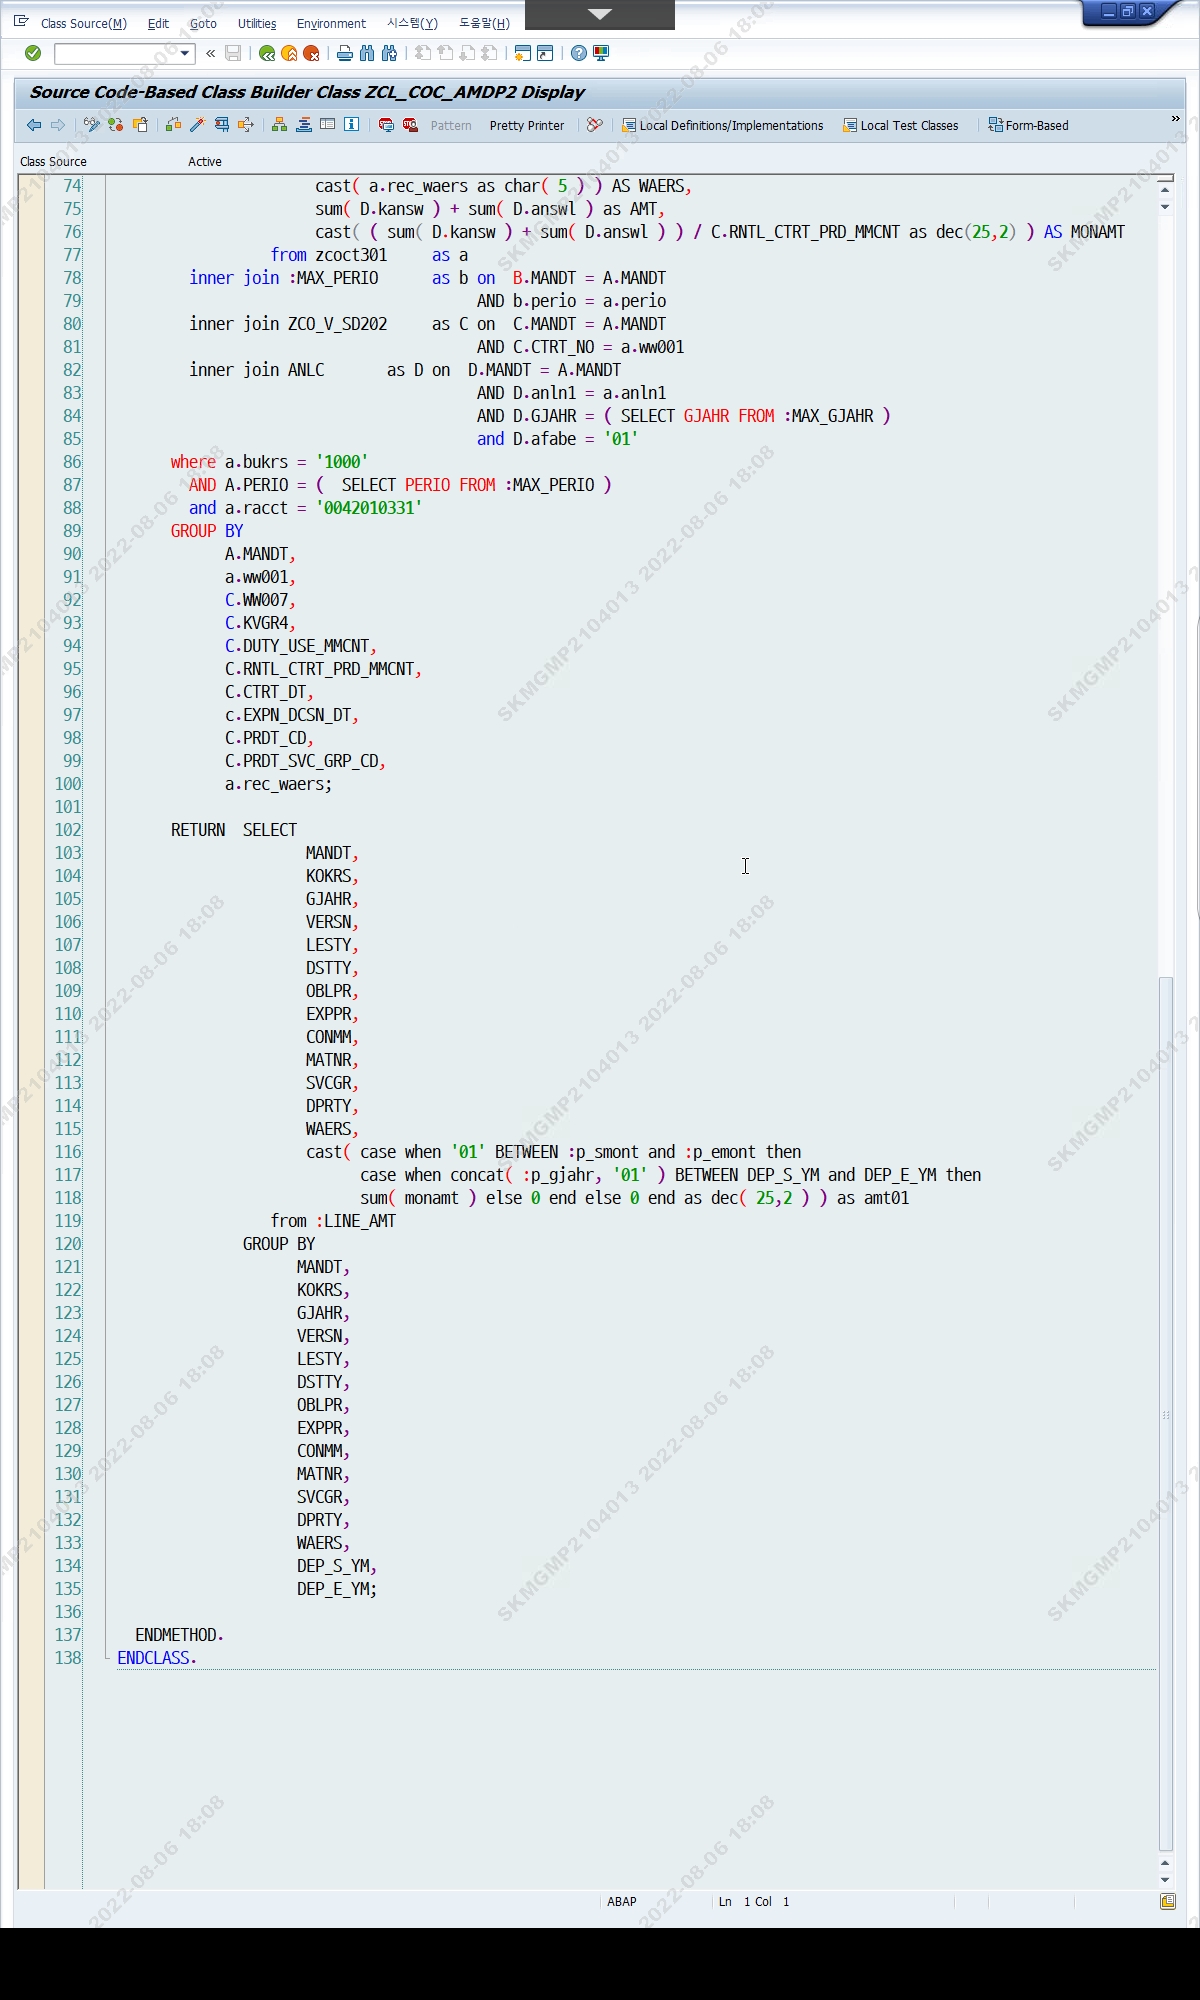 Class Source(M) Edit Goto Utilities Environment 시스템(Y) 도움말(H)
Source Code-Based Class Builder Class ZCL_COC_AMDP2 Display
Pattern Pretty Printer Local Definitions/Implementations Local Test Classes Form-Based
Class Source Active
74 cast( a.rec_waers as char( 5 ) ) AS WAERS,
75 sum( D.kansw ) + sum( D.answl ) as AMT,
76 cast( ( sum( D.kansw ) + sum( D.answl ) ) / C.RNTL_CTRT_PRD_MMCNT as dec(25,2) ) AS MONAMT
77 from zcoct301 as a
78 inner join :MAX_PERIO as b on B.MANDT = A.MANDT
79 AND b.perio = a.perio
80 inner join ZCO_V_SD202 as C on C.MANDT = A.MANDT
81 AND C.CTRT_NO = a.ww001
82 inner join ANLC as D on D.MANDT = A.MANDT
83 AND D.anln1 = a.anln1
84 AND D.GJAHR = ( SELECT GJAHR FROM :MAX_GJAHR )
85 and D.afabe = '01'
86 where a.bukrs = '1000'
87 AND A.PERIO = ( SELECT PERIO FROM :MAX_PERIO )
88 and a.racct = '0042010331'
89 GROUP BY
90 A.MANDT,
91 a.ww001,
92 C.WW007,
93 C.KVGR4,
94 C.DUTY_USE_MMCNT,
95 C.RNTL_CTRT_PRD_MMCNT,
96 C.CTRT_DT,
97 c.EXPN_DCSN_DT,
98 C.PRDT_CD,
99 C.PRDT_SVC_GRP_CD,
100 a.rec_waers;
101
102 RETURN SELECT
103 MANDT,
104 KOKRS,
105 GJAHR,
106 VERSN,
107 LESTY,
108 DSTTY,
109 OBLPR,
110 EXPPR,
111 CONMM,
112 MATNR,
113 SVCGR,
114 DPRTY,
115 WAERS,
116 cast( case when '01' BETWEEN :p_smont and :p_emont then
117 case when concat( :p_gjahr, '01' ) BETWEEN DEP_S_YM and DEP_E_YM then
118 sum( monamt ) else 0 end else 0 end as dec( 25,2 ) ) as amt01
119 from :LINE_AMT
120 GROUP BY
121 MANDT,
122 KOKRS,
123 GJAHR,
124 VERSN,
125 LESTY,
126 DSTTY,
127 OBLPR,
128 EXPPR,
129 CONMM,
130 MATNR,
131 SVCGR,
132 DPRTY,
133 WAERS,
134 DEP_S_YM,
135 DEP_E_YM;
136
137 ENDMETHOD.
138 ENDCLASS.
ABAP Ln 1 Col 1
SKMGMP2104013 2022-08-06 18:08